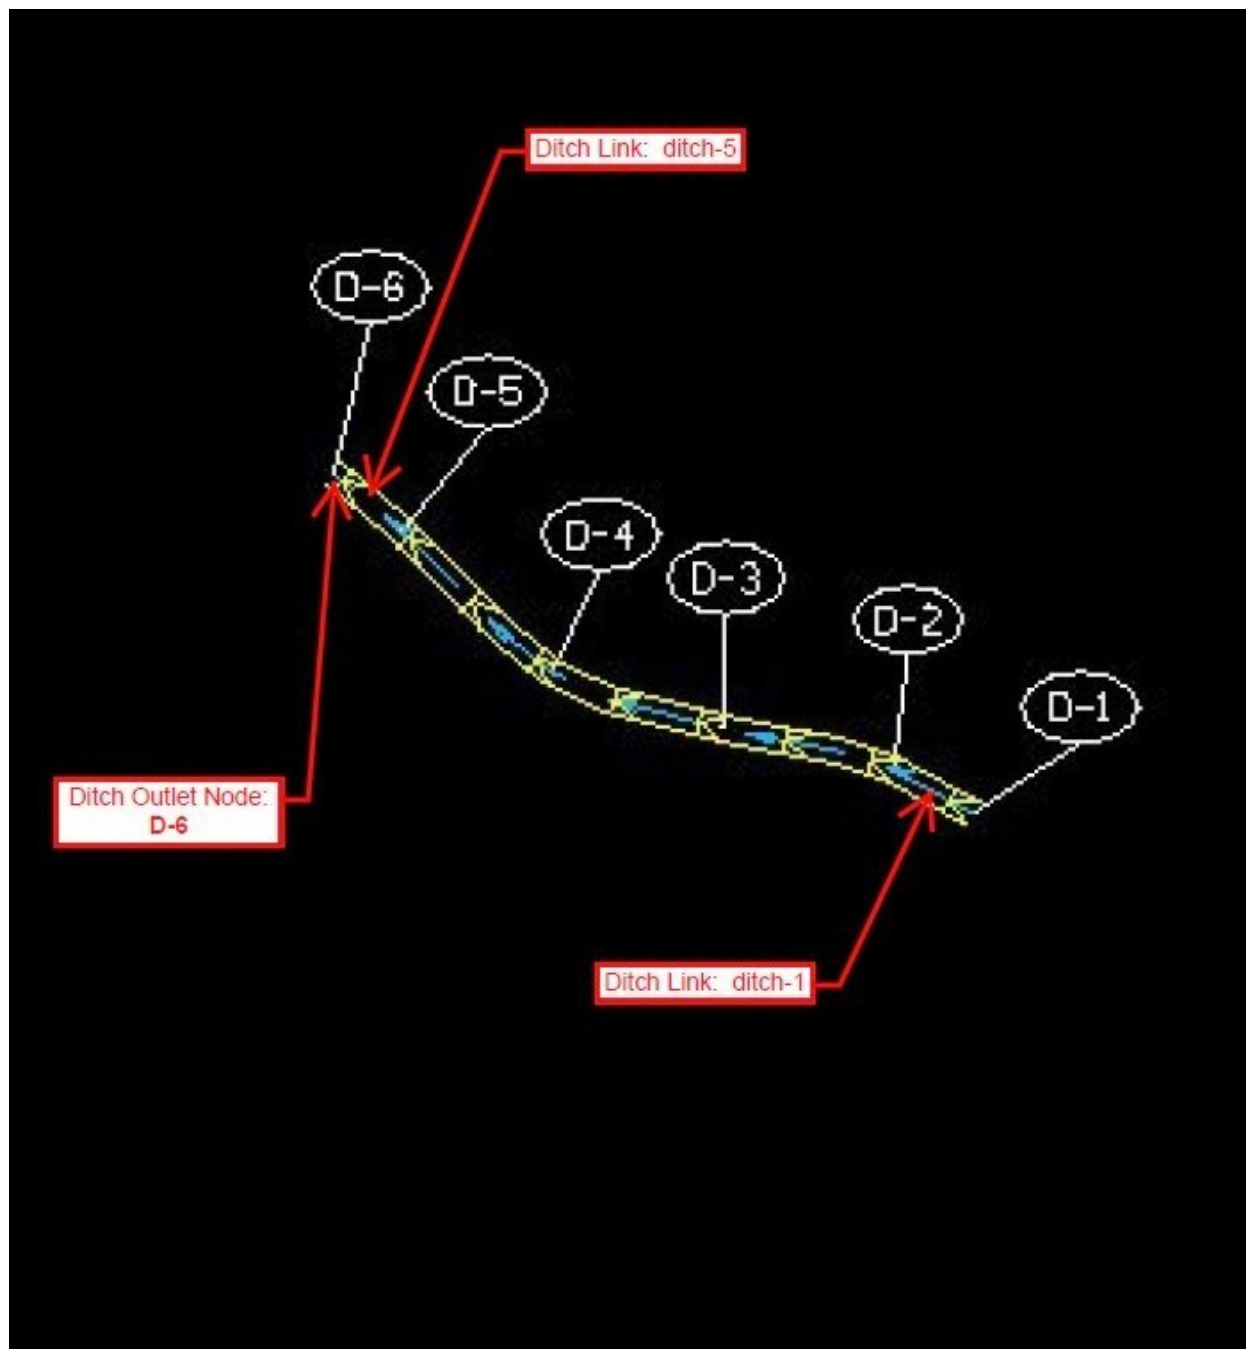 Ditch Link: ditch-5
D-6
D-5
D-4
D-3
D-2
D-1
Ditch Outlet Node:
D-6
Ditch Link: ditch-1